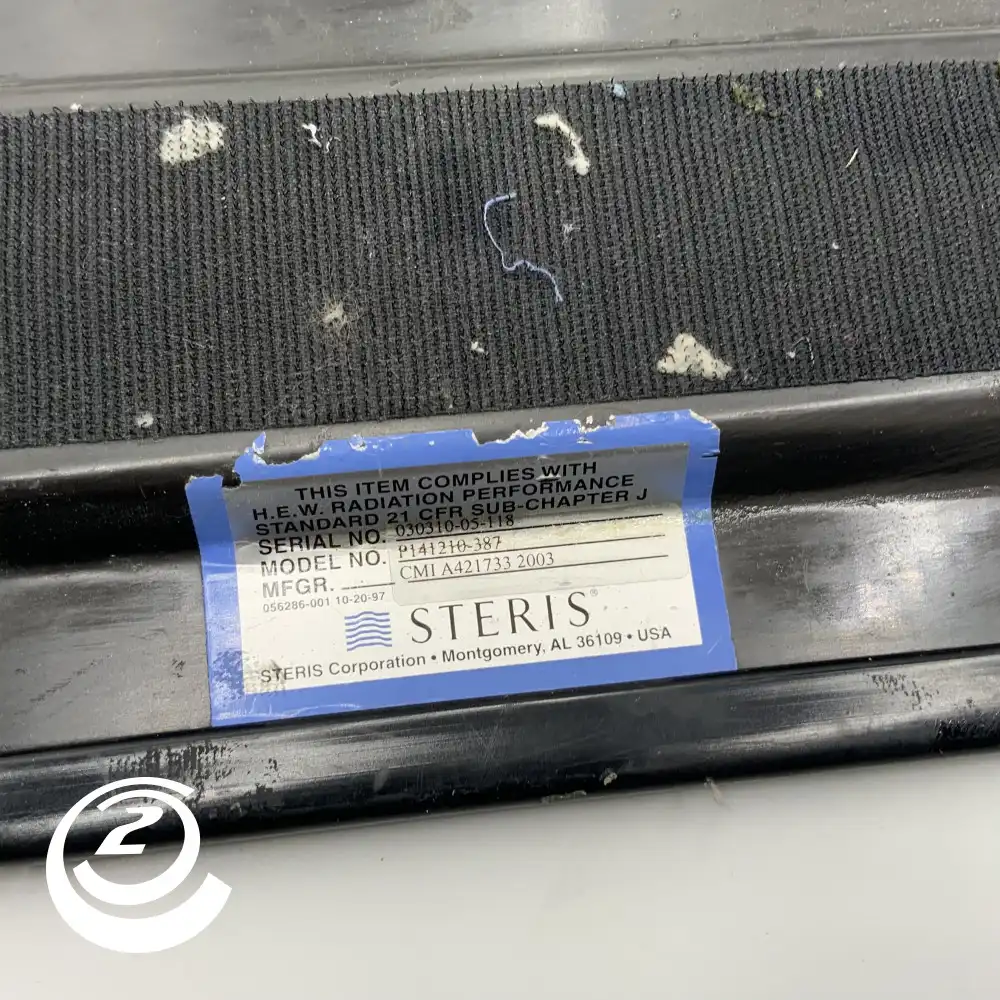 THIS ITEM COMPLIES WITH
H.E.W. RADIATION PERFORMANCE
STANDARD 21 CFR SUB-CHAPTER J
SERIAL NO. 030310-05-118
MODEL NO. P141210-387
MFGR. CMI A421733 2003
056286-001 10-20-97
STERIS®
STERIS Corporation • Montgomery, AL 36109 • USA
2